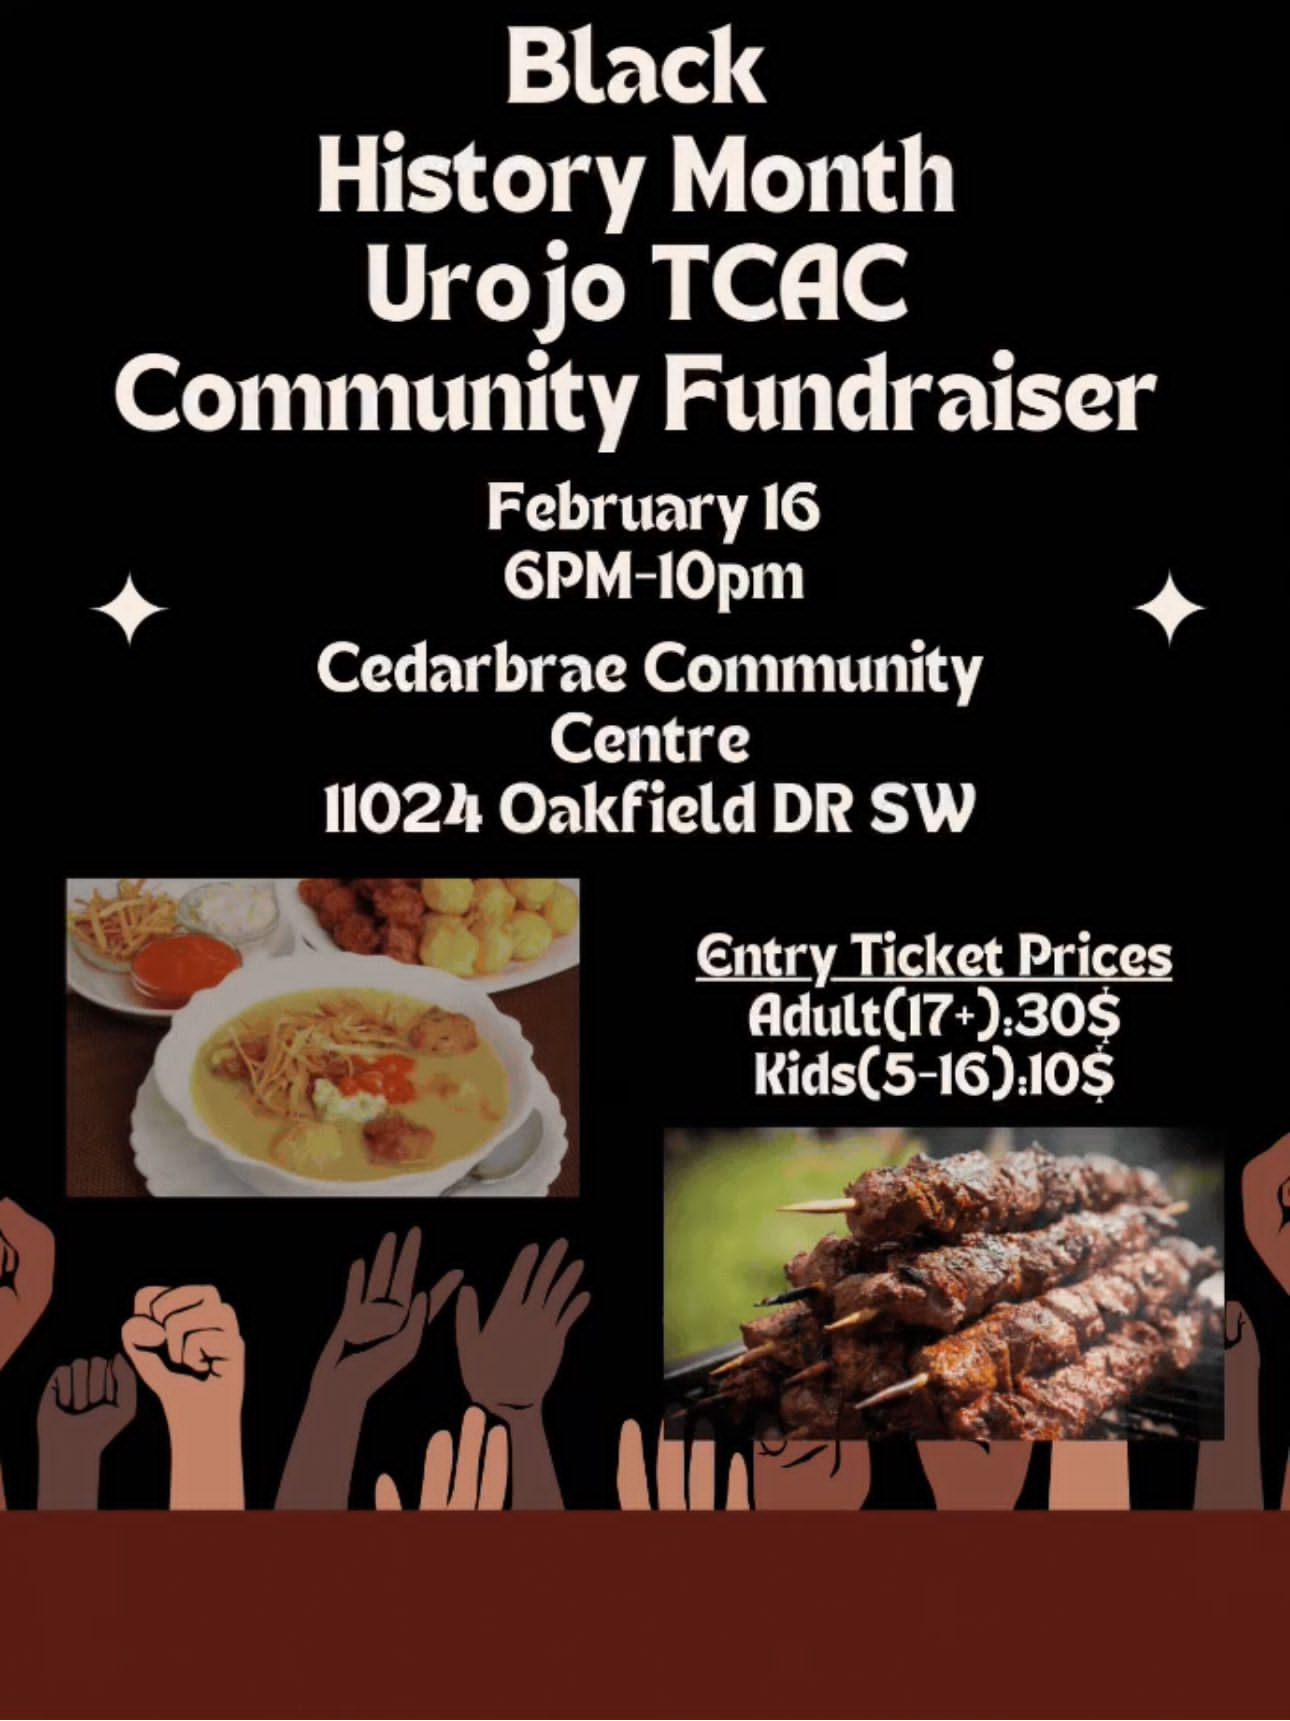 Black
History Month
Urojo TCAC
Community Fundraiser
February 16
6PM-10pm
Cedarbrae Community
Centre
11024 Oakfield DR SW
Entry Ticket Prices
Adult(17+):30$
Kids(5-16):10$